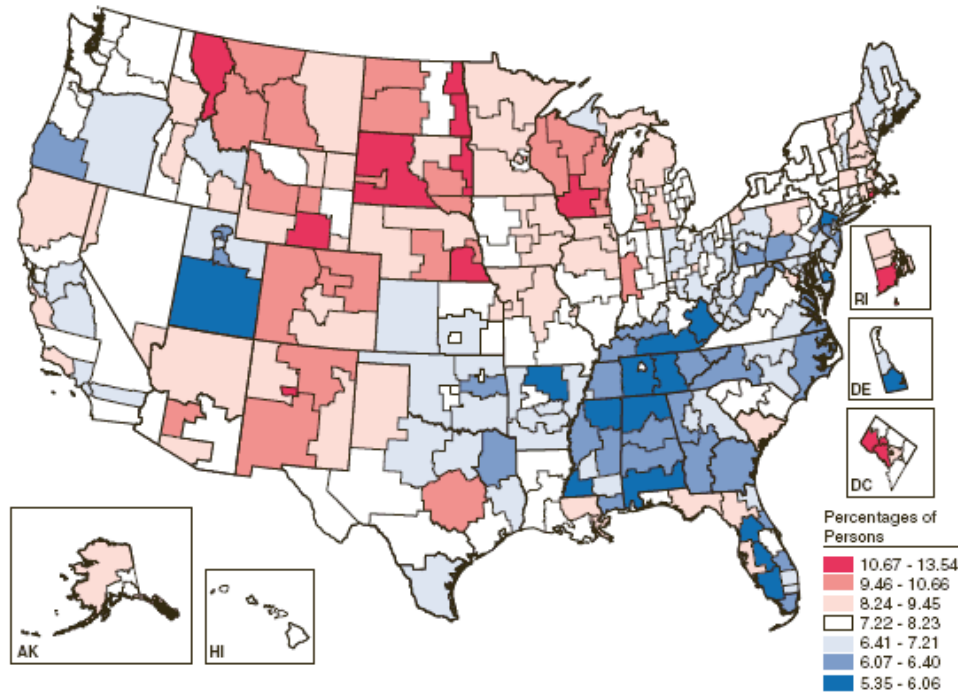 RI
DE
DC
AK
HI
Percentages of
Persons
10.67 - 13.54
9.46 - 10.66
8.24 - 9.45
7.22 - 8.23
6.41 - 7.21
6.07 - 6.40
5.35 - 6.06